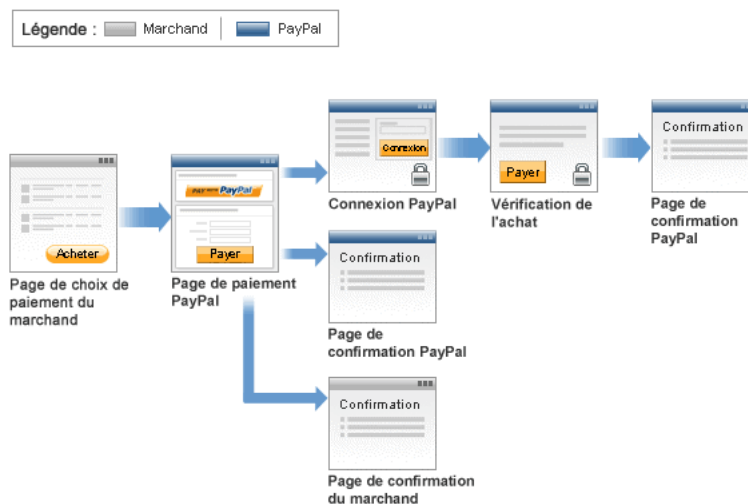 Légende : Marchand PayPal
Connexion
Payer
Confirmation
Connexion PayPal
Vérification de
l'achat
Page de
confirmation
PayPal
Acheter
PAY WITH PayPal
Payer
Page de choix de
paiement du
marchand
Page de paiement
PayPal
Confirmation
Page de
confirmation PayPal
Confirmation
Page de confirmation
du marchand